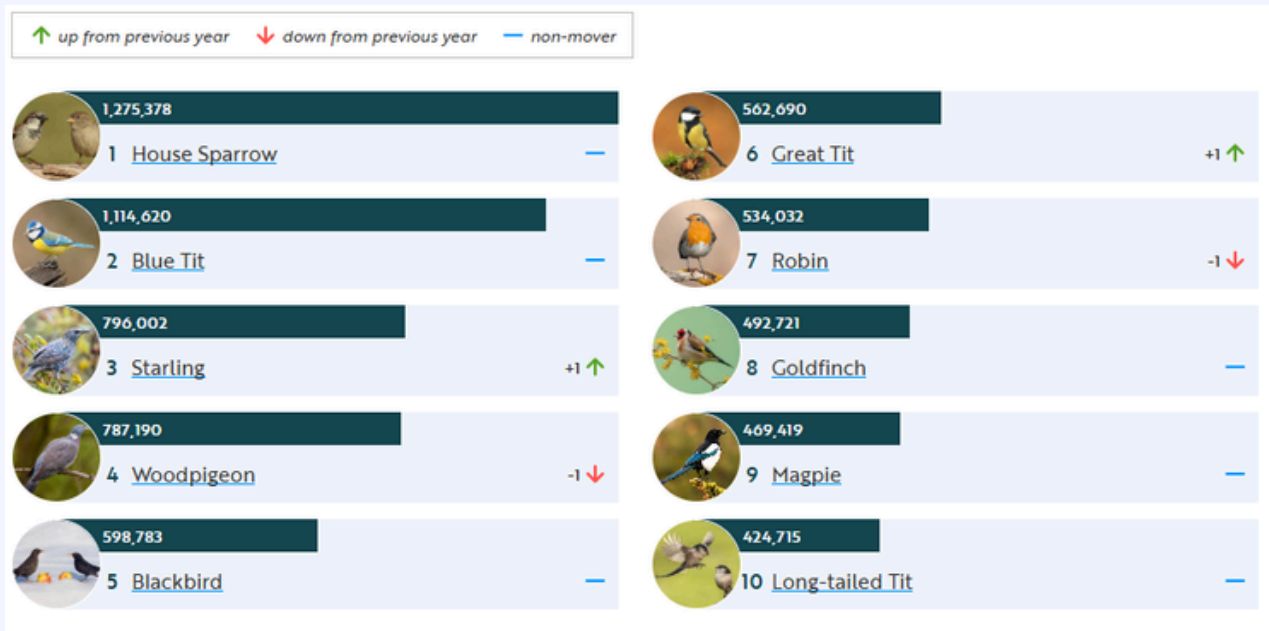 up from previous year down from previous year non-mover
1,275,378
1 House Sparrow
1,114,620
2 Blue Tit
796,002
3 Starling +1
787,190
4 Woodpigeon -1
598,783
5 Blackbird
562,690
6 Great Tit +1
534,032
7 Robin -1
492,721
8 Goldfinch
469,419
9 Magpie
424,715
10 Long-tailed Tit